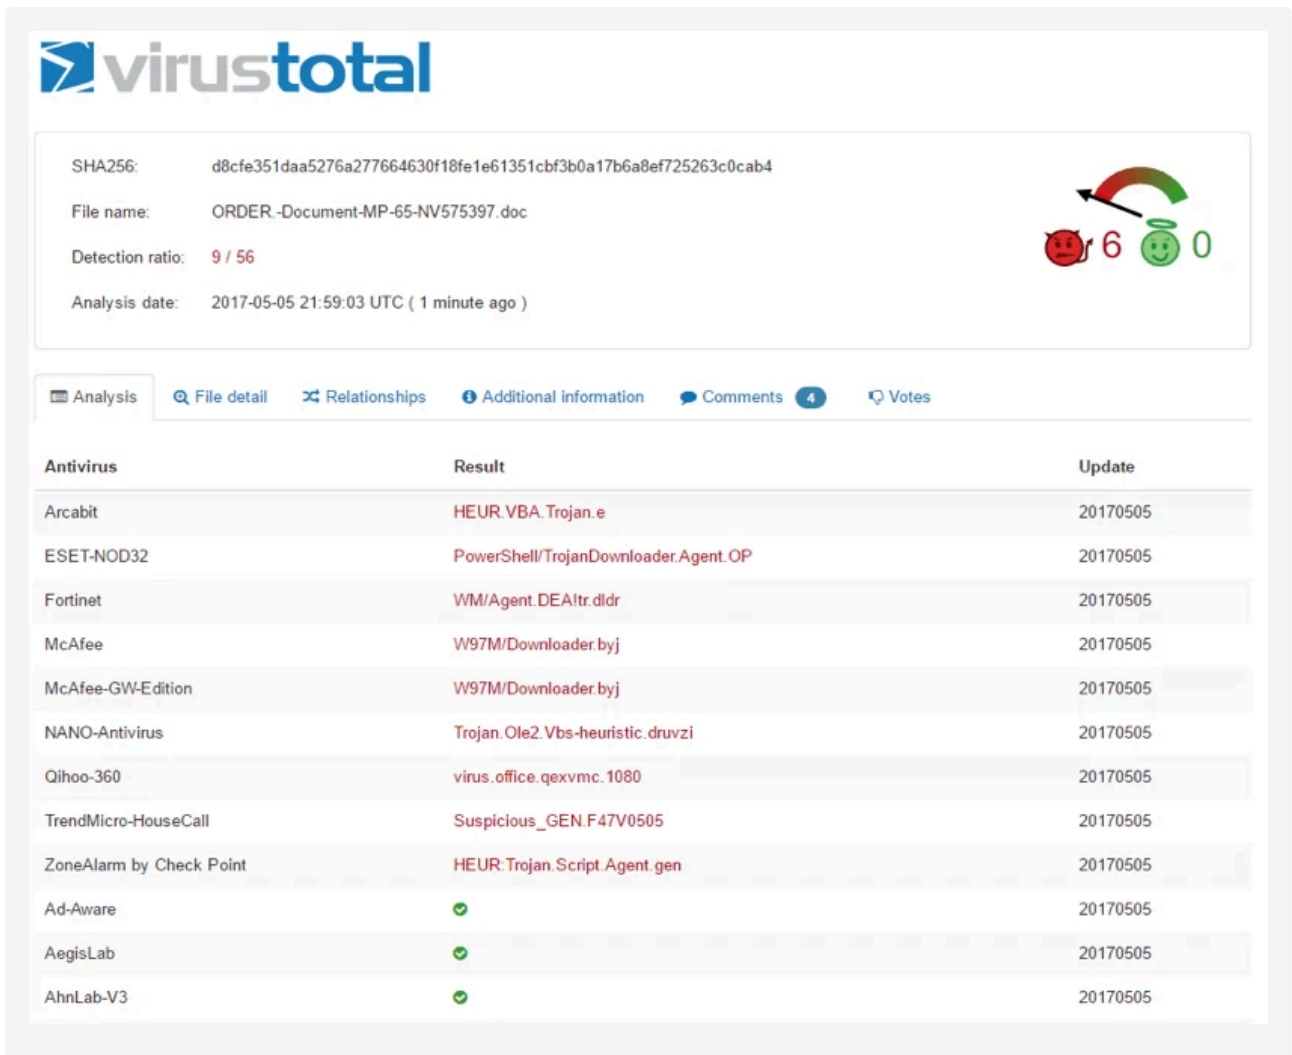 virustotal
SHA256: d8cfe351daa5276a277664630f18fe1e61351cbf3b0a17b6a8ef725263c0cab4
File name: ORDER.-Document-MP-65-NV575397.doc
Detection ratio: 9 / 56
Analysis date: 2017-05-05 21:59:03 UTC ( 1 minute ago )
6 0
Analysis File detail Relationships Additional information Comments 4 Votes
Antivirus Result Update
Arcabit HEUR.VBA.Trojan.e 20170505
ESET-NOD32 PowerShell/TrojanDownloader.Agent.OP 20170505
Fortinet WM/Agent.DEA!tr.dldr 20170505
McAfee W97M/Downloader.byj 20170505
McAfee-GW-Edition W97M/Downloader.byj 20170505
NANO-Antivirus Trojan.Ole2.Vbs-heuristic.druvzi 20170505
Qihoo-360 virus.office.qexvmc.1080 20170505
TrendMicro-HouseCall Suspicious_GEN.F47V0505 20170505
ZoneAlarm by Check Point HEUR:Trojan.Script.Agent.gen 20170505
Ad-Aware 20170505
AegisLab 20170505
AhnLab-V3 20170505